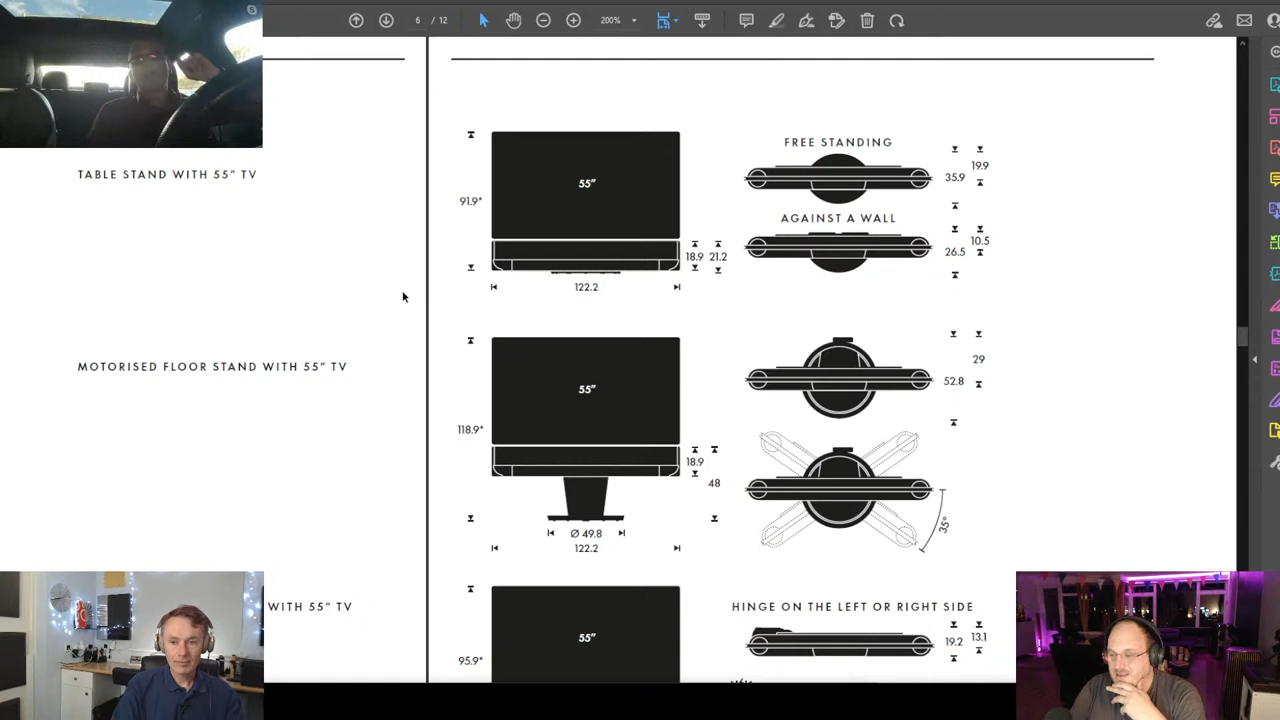 6 / 12
200%
FREE STANDING
TABLE STAND WITH 55” TV
55”
91.9*
18.9 21.2
122.2
19.9
35.9
AGAINST A WALL
10.5
26.5
MOTORISED FLOOR STAND WITH 55” TV
55”
118.9*
18.9
48
Ø 49.8
122.2
29
52.8
35°
WITH 55” TV
55”
95.9*
HINGE ON THE LEFT OR RIGHT SIDE
19.2 13.1